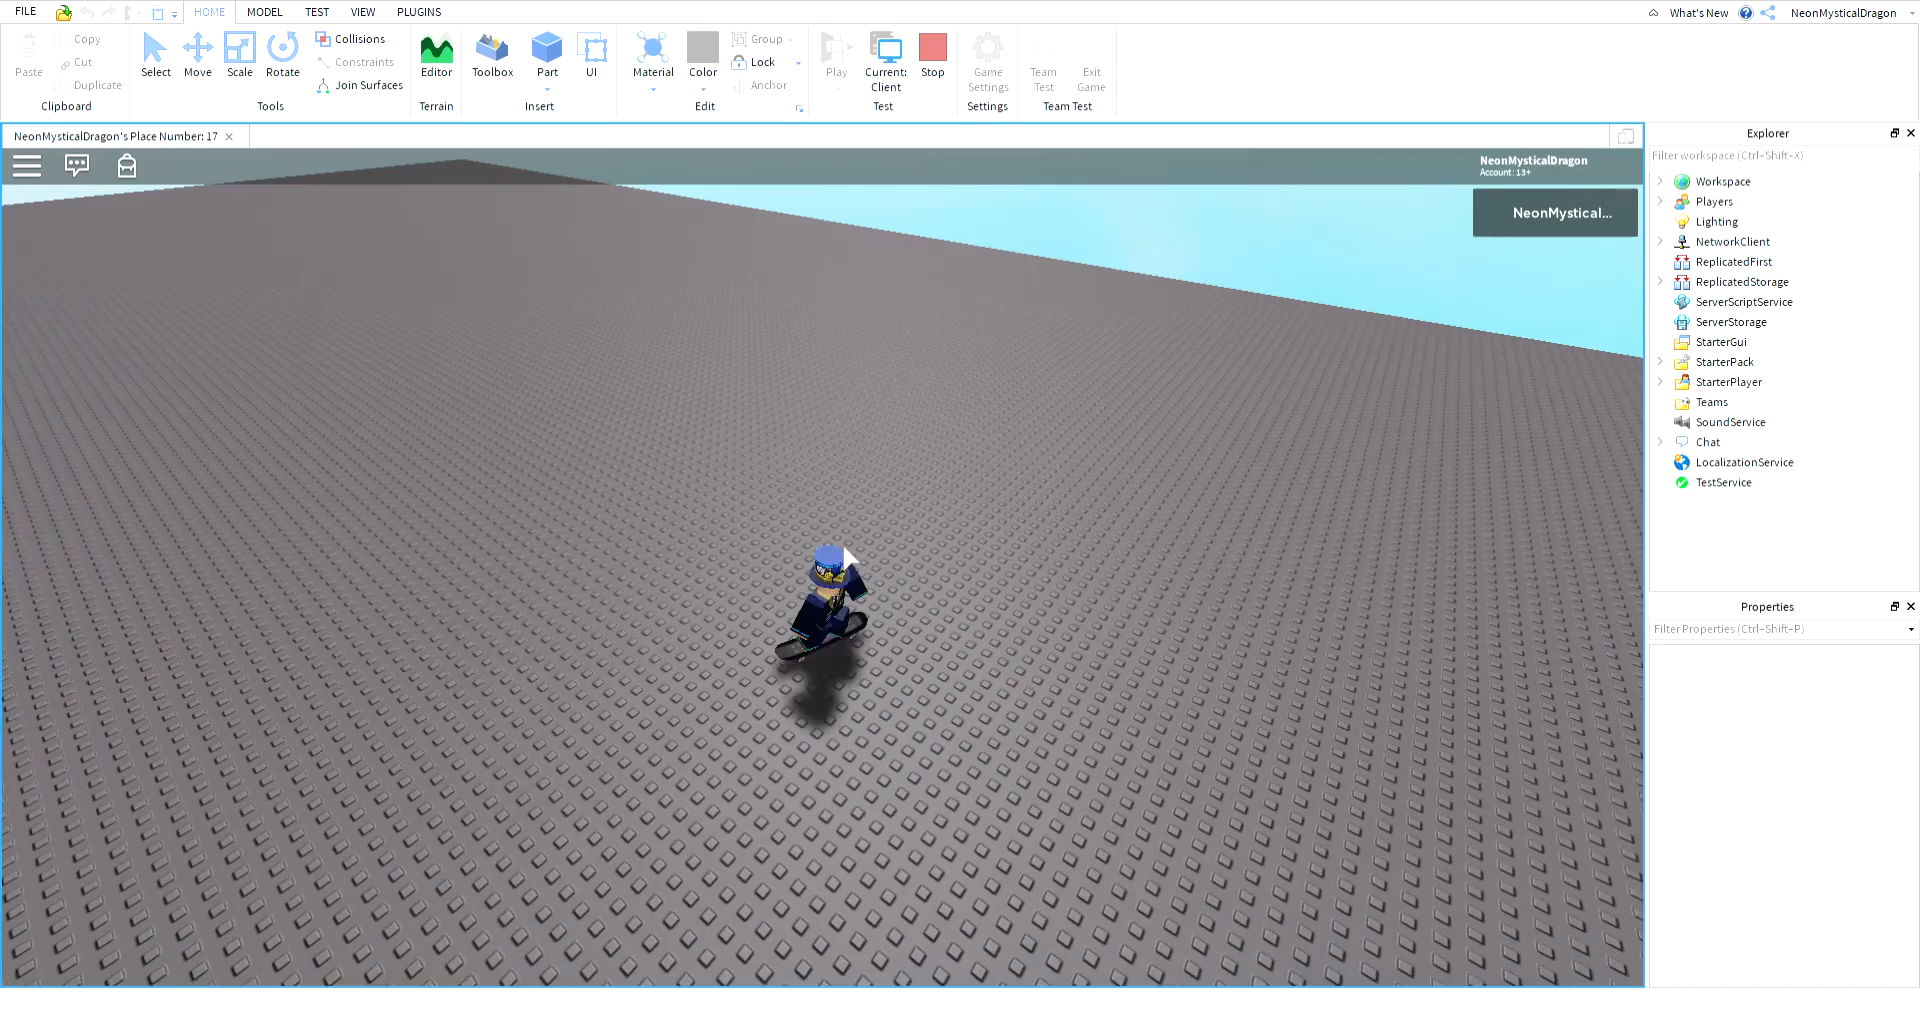 FILE HOME MODEL TEST VIEW PLUGINS What's New NeonMysticalDragon
Paste Copy Cut Duplicate
Clipboard
Select Move Scale Rotate Collisions Constraints Join Surfaces
Tools
Editor
Terrain
Toolbox Part UI
Insert
Material Color Group Lock Anchor
Edit
Play Current: Client Stop
Test
Game Settings
Settings
Team Test Exit Game
Team Test
NeonMysticalDragon's Place Number: 17
NeonMysticalDragon
Account: 13+
NeonMystical...
Explorer
Filter workspace (Ctrl+Shift+X)
Workspace
Players
Lighting
NetworkClient
ReplicatedFirst
ReplicatedStorage
ServerScriptService
ServerStorage
StarterGui
StarterPack
StarterPlayer
Teams
SoundService
Chat
LocalizationService
TestService
Properties
Filter Properties (Ctrl+Shift+P)